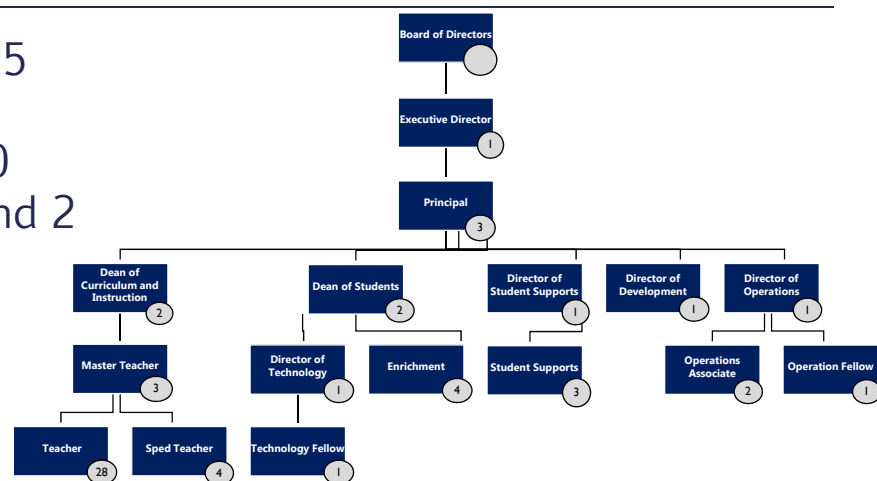 5
0
nd 2
Board of Directors
Executive Director
1
Principal
3
Dean of
Curriculum and
Instruction
2
Dean of Students
2
Director of
Student Supports
1
Director of
Development
1
Director of
Operations
1
Master Teacher
3
Director of
Technology
1
Enrichment
4
Student Supports
3
Operations
Associate
2
Operation Fellow
1
Teacher
28
Sped Teacher
4
Technology Fellow
1